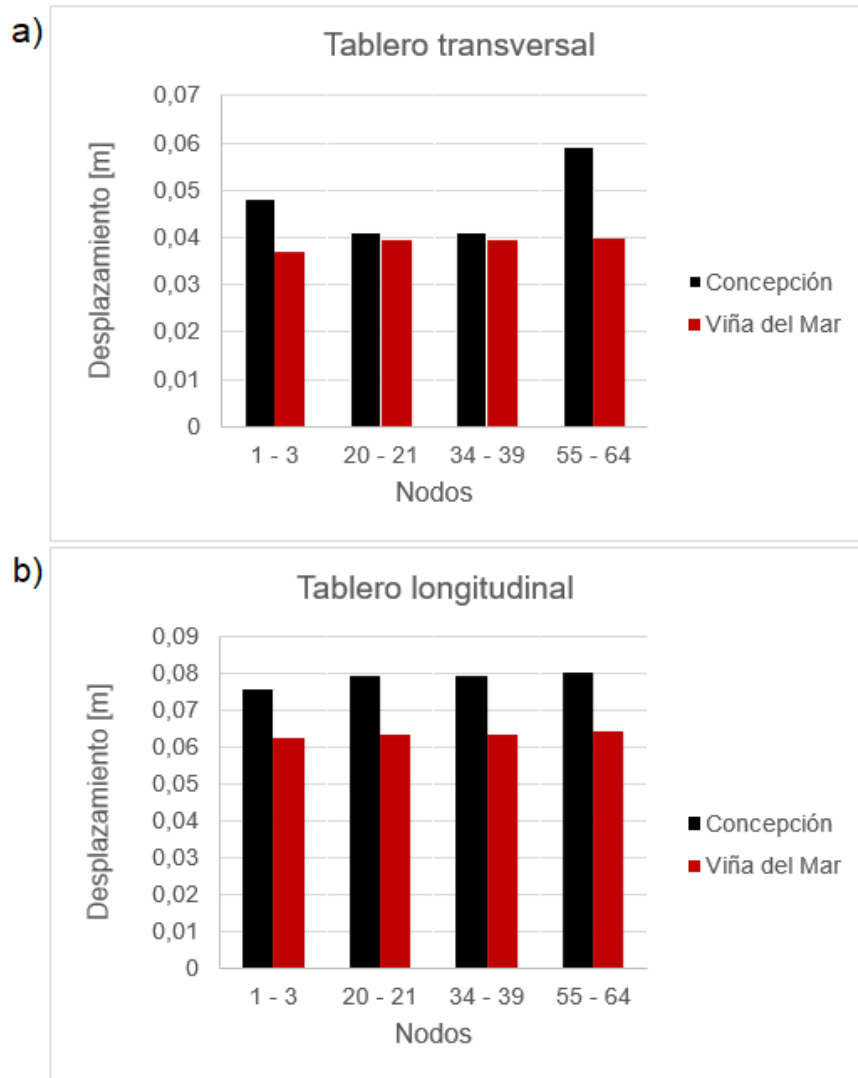 a)
Tablero transversal
Desplazamiento [m]
0,07
0,06
0,05
0,04
0,03
0,02
0,01
0
1 - 3 20 - 21 34 - 39 55 - 64
Nodos
Concepción
Viña del Mar
b)
Tablero longitudinal
Desplazamiento [m]
0,09
0,08
0,07
0,06
0,05
0,04
0,03
0,02
0,01
0
1 - 3 20 - 21 34 - 39 55 - 64
Nodos
Concepción
Viña del Mar